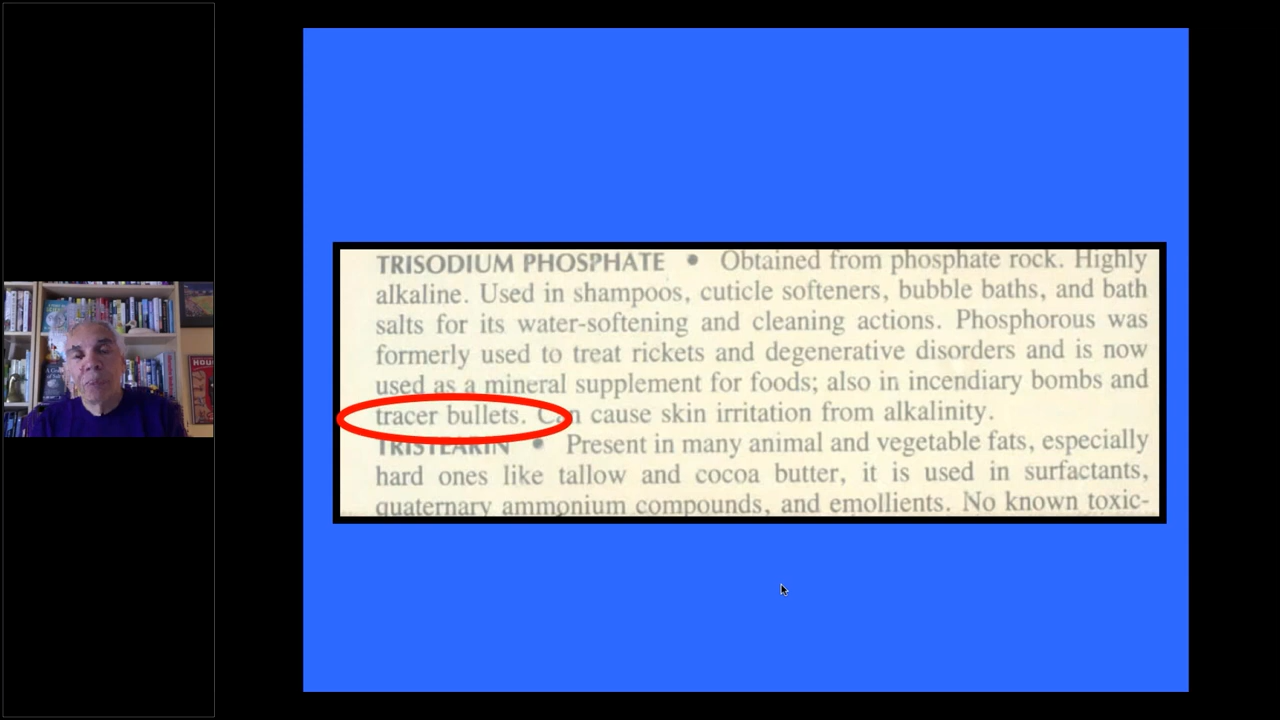 TRISODIUM PHOSPHATE • Obtained from phosphate rock. Highly
alkaline. Used in shampoos, cuticle softeners, bubble baths, and bath
salts for its water-softening and cleaning actions. Phosphorous was
formerly used to treat rickets and degenerative disorders and is now
used as a mineral supplement for foods; also in incendiary bombs and
tracer bullets. Can cause skin irritation from alkalinity.
TRISTEARIN • Present in many animal and vegetable fats, especially
hard ones like tallow and cocoa butter, it is used in surfactants,
quaternary ammonium compounds, and emollients. No known toxic-